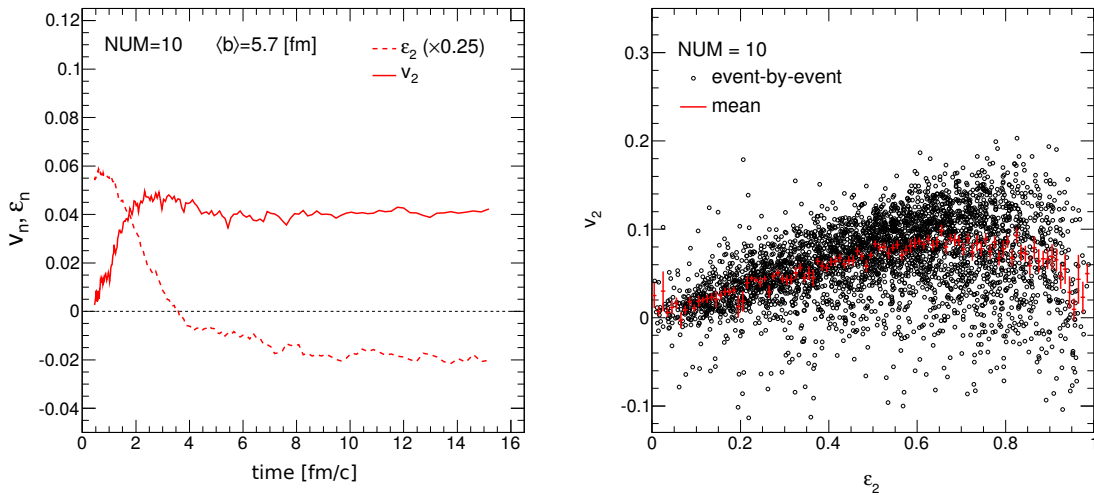 0.12
0.1
0.08
0.06
0.04
0.02
0
-0.02
-0.04
vₙ, εₙ
NUM=10 ⟨b⟩=5.7 [fm]
ε₂ (×0.25)
v₂
0 2 4 6 8 10 12 14 16
time [fm/c]
0.3
0.2
0.1
0
-0.1
v₂
NUM = 10
event-by-event
mean
0 0.2 0.4 0.6 0.8 1
ε₂